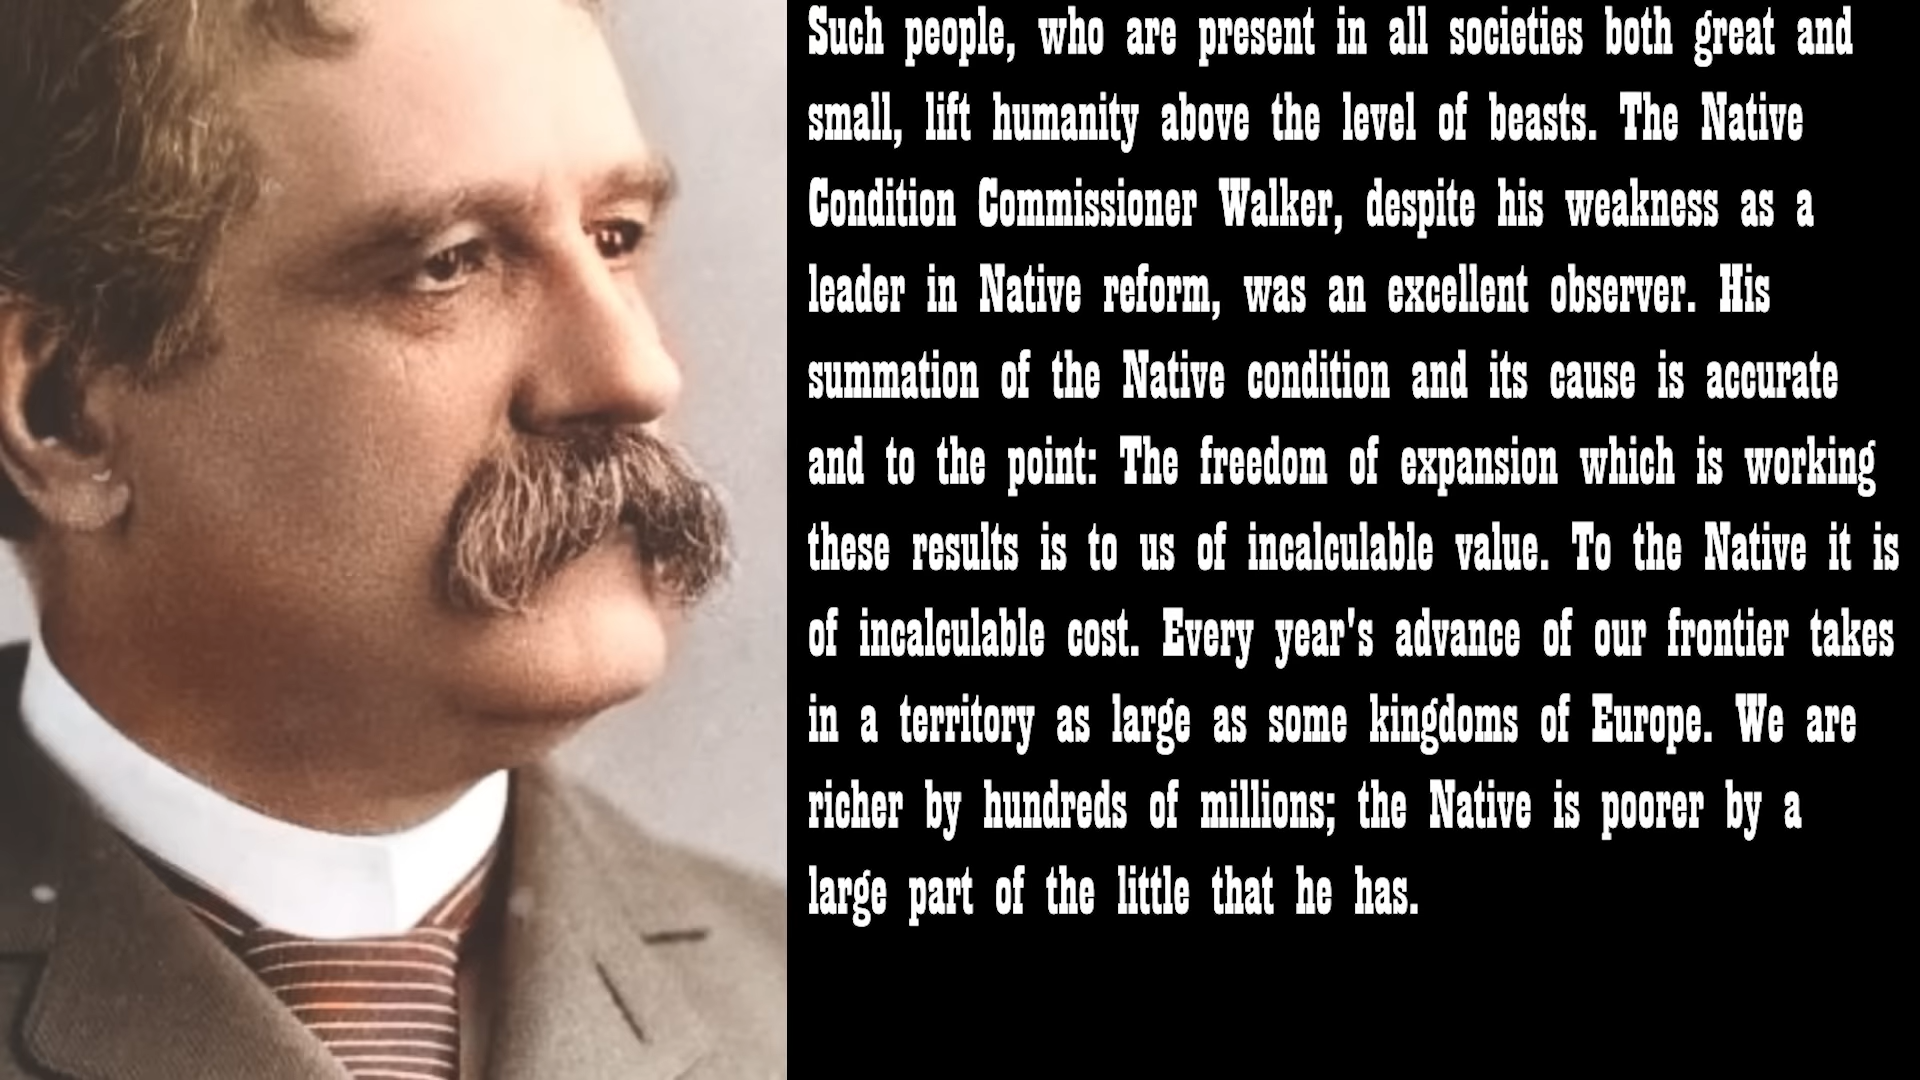 Such people, who are present in all societies both great and
small, lift humanity above the level of beasts. The Native
Condition Commissioner Walker, despite his weakness as a
leader in Native reform, was an excellent observer. His
summation of the Native condition and its cause is accurate
and to the point: The freedom of expansion which is working
these results is to us of incalculable value. To the Native it is
of incalculable cost. Every year's advance of our frontier takes
in a territory as large as some kingdoms of Europe. We are
richer by hundreds of millions; the Native is poorer by a
large part of the little that he has.